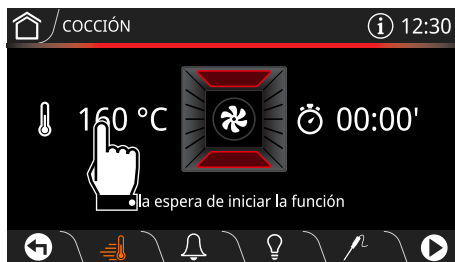 COCCIÓN
i 12:30
160 °C
00:00'
la espera de iniciar la función